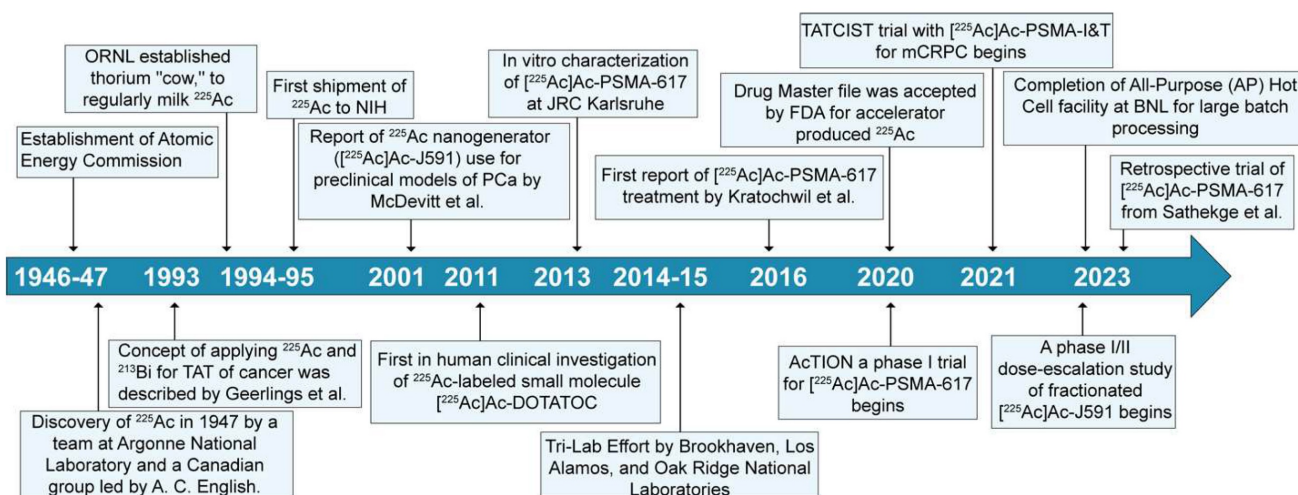 ORNL established
thorium "cow," to
regularly milk ²²⁵Ac
Establishment of Atomic
Energy Commission
First shipment of
²²⁵Ac to NIH
Report of ²²⁵Ac nanogenerator
([²²⁵Ac]Ac-J591) use for
preclinical models of PCa by
McDevitt et al.
In vitro characterization
of [²²⁵Ac]Ac-PSMA-617
at JRC Karlsruhe
First report of [²²⁵Ac]Ac-PSMA-617
treatment by Kratochwil et al.
Drug Master file was accepted
by FDA for accelerator
produced ²²⁵Ac
TATCIST trial with [²²⁵Ac]Ac-PSMA-I&T
for mCRPC begins
Completion of All-Purpose (AP) Hot
Cell facility at BNL for large batch
processing
Retrospective trial of
[²²⁵Ac]Ac-PSMA-617
from Sathekge et al.
1946-47 1993 1994-95 2001 2011 2013 2014-15 2016 2020 2021 2023
Discovery of ²²⁵Ac in 1947 by a
team at Argonne National
Laboratory and a Canadian
group led by A. C. English.
Concept of applying ²²⁵Ac and
²¹³Bi for TAT of cancer was
described by Geerlings et al.
First in human clinical investigation
of ²²⁵Ac-labeled small molecule
[²²⁵Ac]Ac-DOTATOC
Tri-Lab Effort by Brookhaven, Los
Alamos, and Oak Ridge National
Laboratories
AcTION a phase I trial
for [²²⁵Ac]Ac-PSMA-617
begins
A phase I/II
dose-escalation study
of fractionated
[²²⁵Ac]Ac-J591 begins